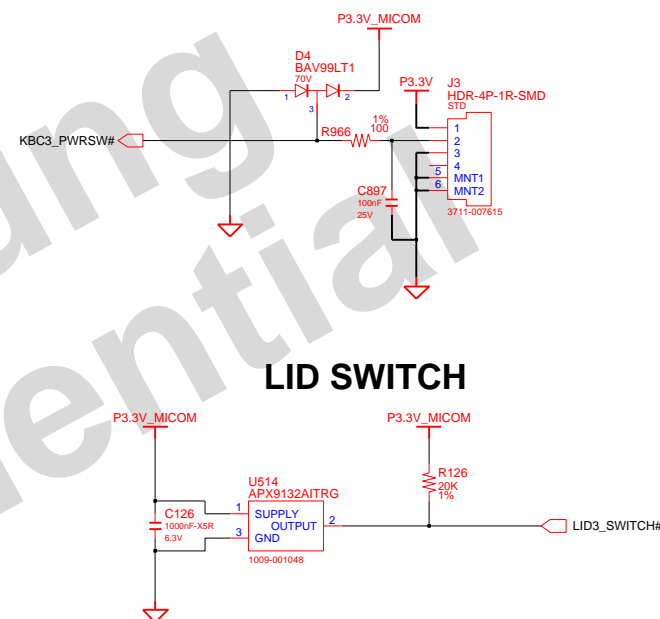 P3.3V_MICOM
D4
BAV99LT1
70V
1 2
3
P3.3V
J3
HDR-4P-1R-SMD
STD
KBC3_PWRSW#
R966
1%
100
1
2
3
4
5 MNT1
6 MNT2
3711-007615
C897
100nF
25V
LID SWITCH
P3.3V_MICOM
P3.3V_MICOM
R126
20K
1%
U514
APX9132AITRG
1 SUPPLY
OUTPUT 2
3 GND
1009-001048
C126
1000nF-X5R
6.3V
LID3_SWITCH#